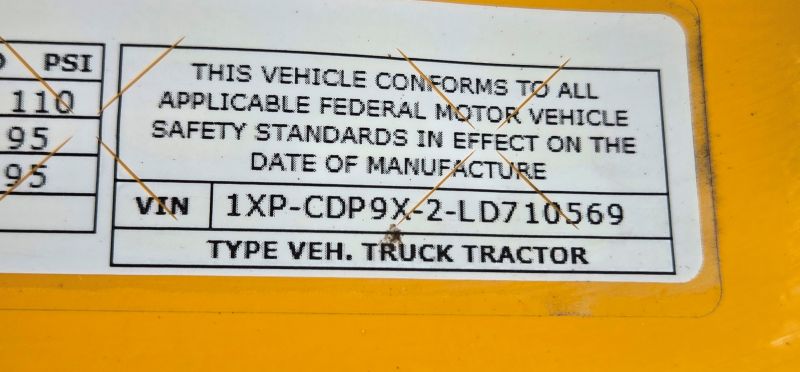 PSI
110
95
95
THIS VEHICLE CONFORMS TO ALL
APPLICABLE FEDERAL MOTOR VEHICLE
SAFETY STANDARDS IN EFFECT ON THE
DATE OF MANUFACTURE
VIN 1XP-CDP9X-2-LD710569
TYPE VEH. TRUCK TRACTOR